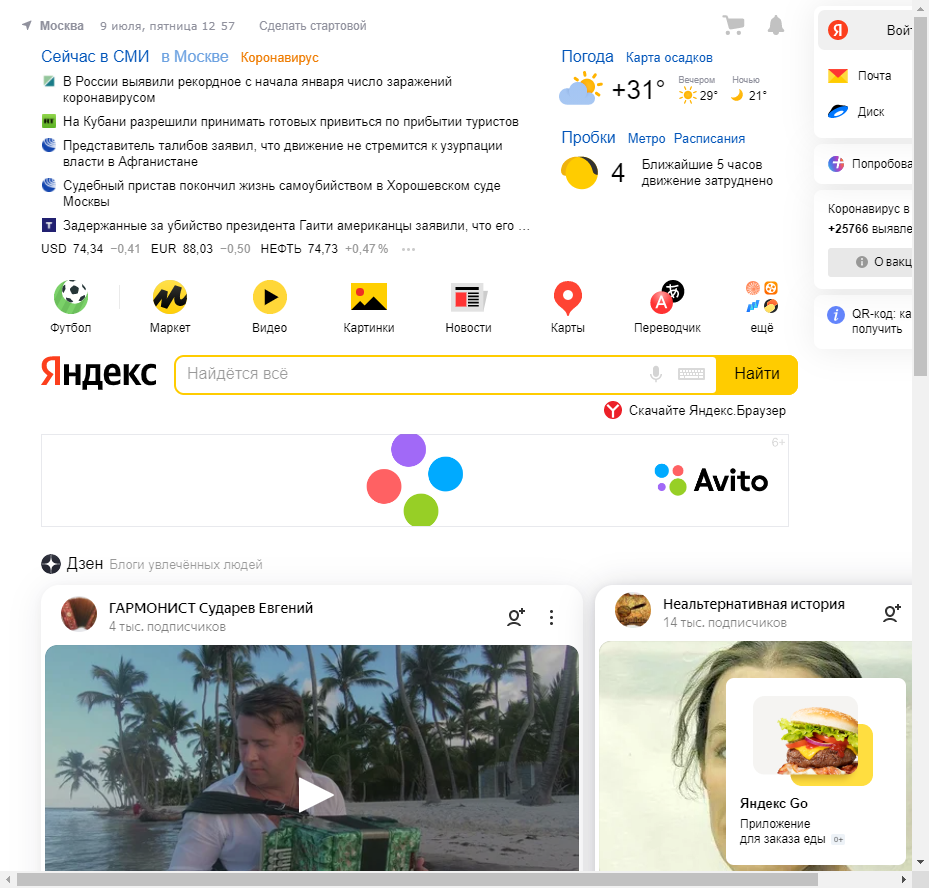 Москва 9 июля, пятница 12 57 Сделать стартовой
Сейчас в СМИ в Москве Коронавирус
В России выявили рекордное с начала января число заражений
коронавирусом
На Кубани разрешили принимать готовых привиться по прибытии туристов
Представитель талибов заявил, что движение не стремится к узурпации
власти в Афганистане
Судебный пристав покончил жизнь самоубийством в Хорошевском суде
Москвы
Задержанные за убийство президента Гаити американцы заявили, что его ...
USD 74,34 −0,41 EUR 88,03 −0,50 НЕФТЬ 74,73 +0,47 % ···
Погода Карта осадков
+31° Вечером 29° Ночью 21°
Пробки Метро Расписания
4 Ближайшие 5 часов
движение затруднено
Я Войт
Почта
Диск
Попробова
Коронавирус в
+25766 выявле
О вакц
QR-код: ка
получить
Футбол Маркет Видео Картинки Новости Карты Переводчик ещё
Яндекс Найдётся всё Найти
Скачайте Яндекс.Браузер
6+
Avito
Дзен Блоги увлечённых людей
ГАРМОНИСТ Сударев Евгений
4 тыс. подписчиков
Неальтернативная история
14 тыс. подписчиков
Яндекс Go
Приложение
для заказа еды 0+